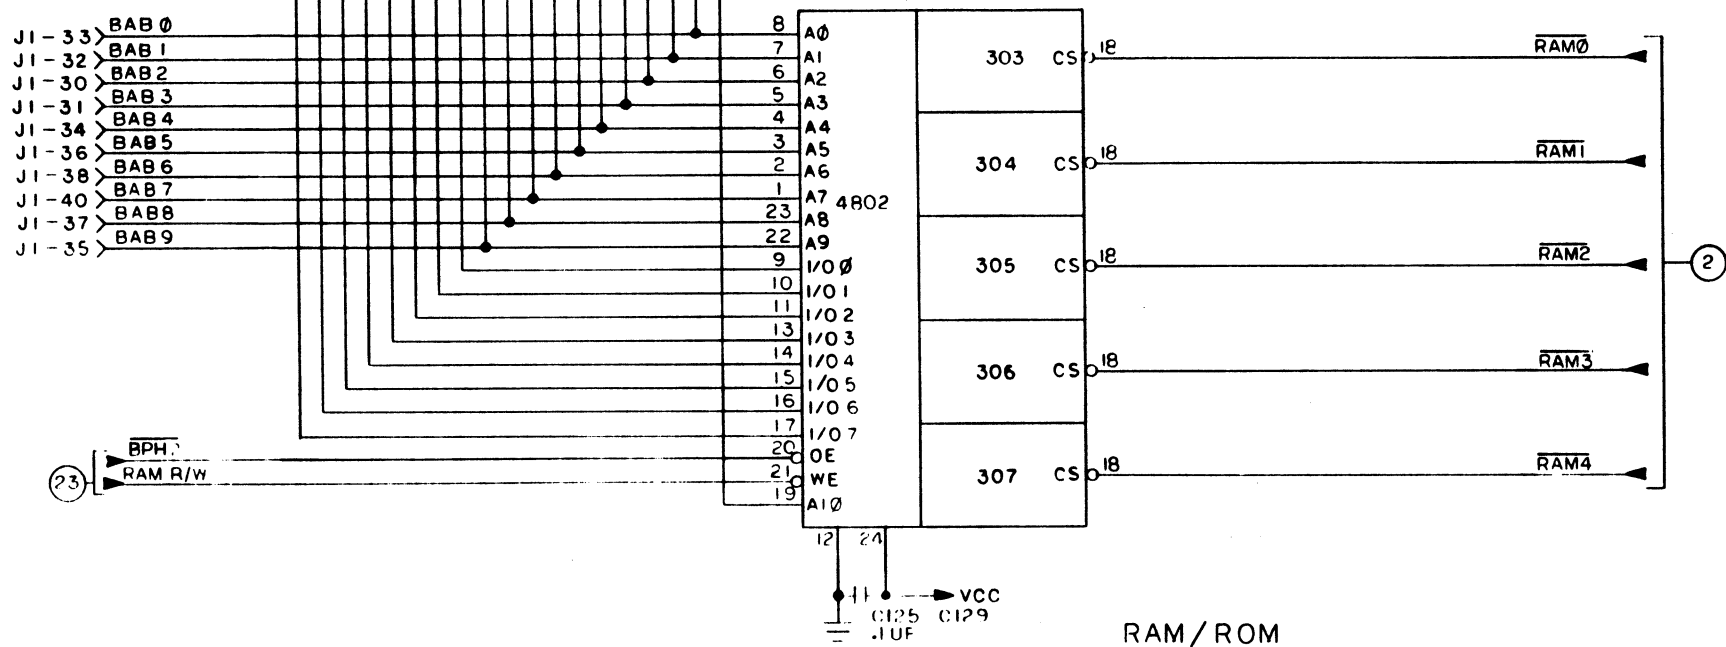 J1-33 BAB0 8 A0
J1-32 BAB1 7 A1
J1-30 BAB2 6 A2
J1-31 BAB3 5 A3
J1-34 BAB4 4 A4
J1-36 BAB5 3 A5
J1-38 BAB6 2 A6
J1-40 BAB7 1 A7
J1-37 BAB8 23 A8
J1-35 BAB9 22 A9
9 I/O0
10 I/O1
11 I/O2
13 I/O3
14 I/O4
15 I/O5
16 I/O6
17 I/O7
23
20 OE
RAM R/W 21 WE
19 A10
4802
303 CS 18 RAM0
304 CS 18 RAM1
305 CS 18 RAM2
306 CS 18 RAM3
307 CS 18 RAM4
2
12 24
VCC
C125 C129
.1UF
RAM/ROM